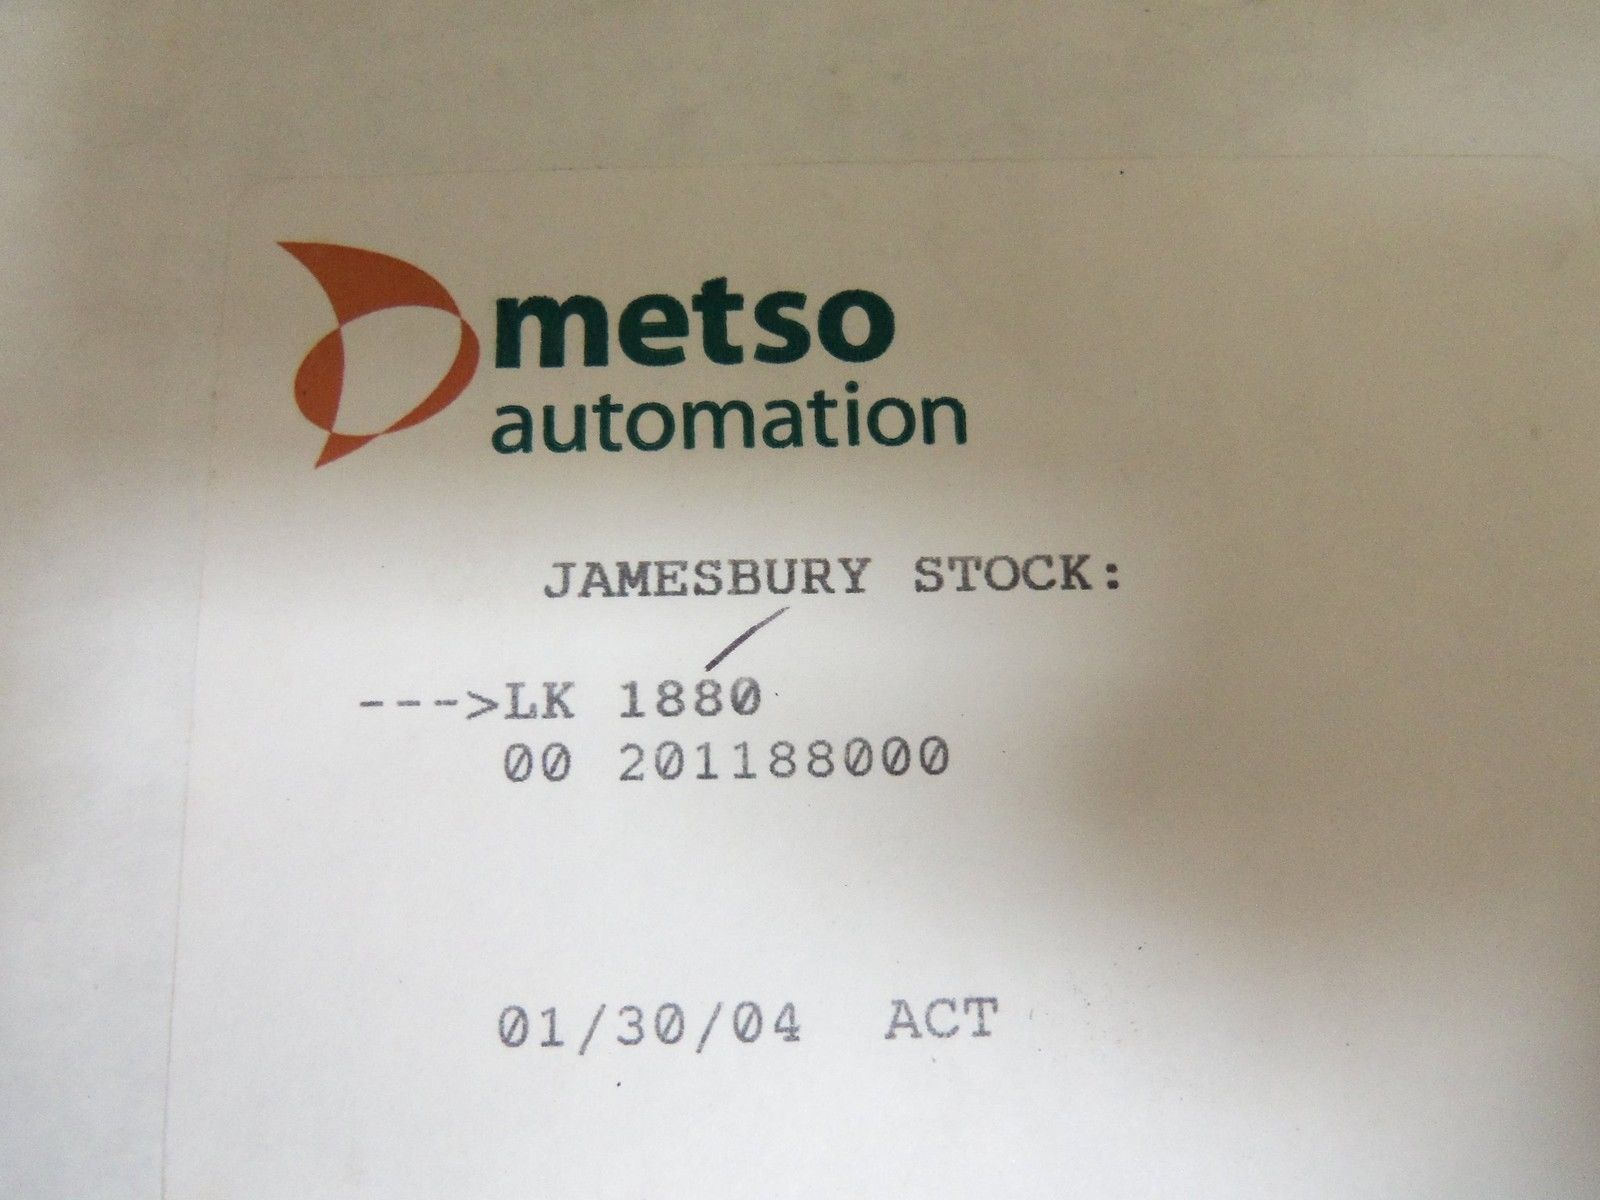 metso
automation
JAMESBURY STOCK:
--->LK 1880
00 201188000
01/30/04 ACT